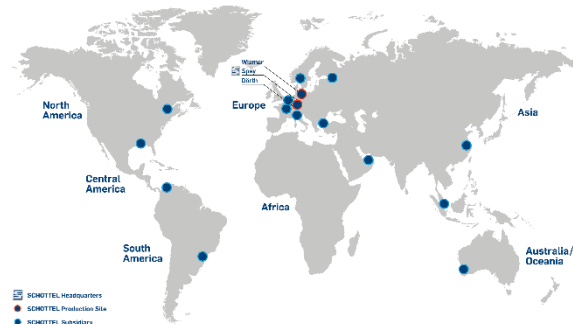 Wismar
Spay
Dörth
North
America
Europe
Asia
Central
America
Africa
South
America
Australia/
Oceania
SCHOTTEL Headquarters
SCHOTTEL Production Site
SCHOTTEL Subsidiary